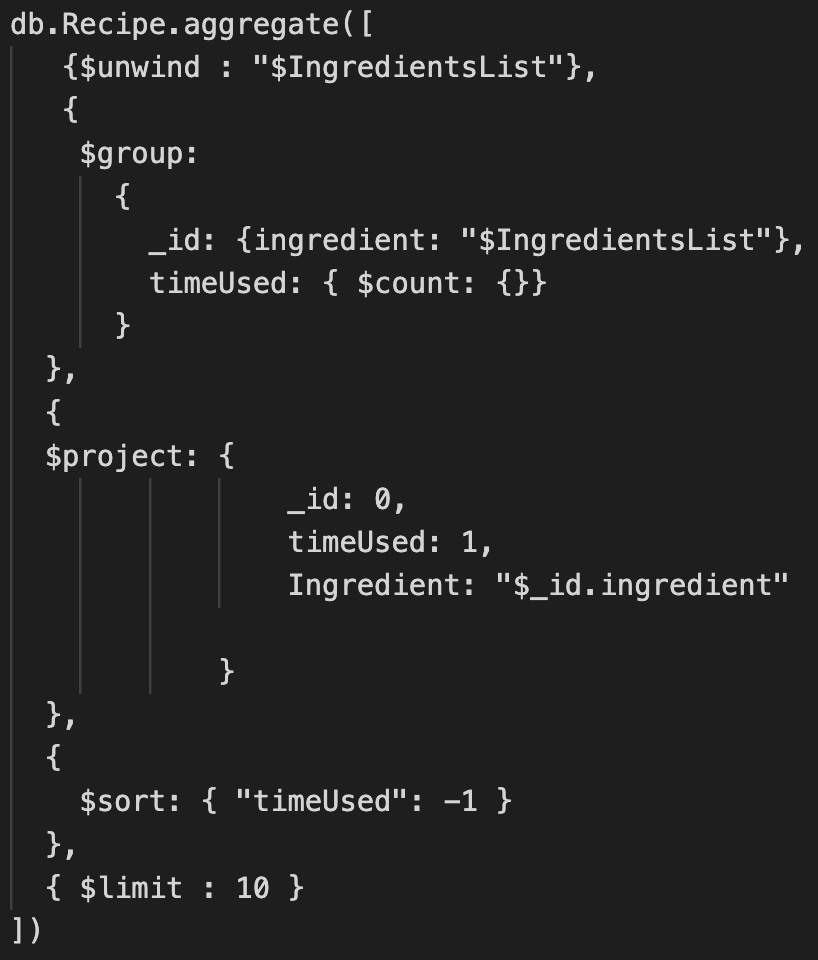 db.Recipe.aggregate([
   {$unwind : "$IngredientsList"},
   {
    $group:
      {
        _id: {ingredient: "$IngredientsList"},
        timeUsed: { $count: {}}
      }
  },
  {
  $project: {
                _id: 0,
                timeUsed: 1,
                Ingredient: "$_id.ingredient"
            }
  },
  {
    $sort: { "timeUsed": -1 }
  },
  { $limit : 10 }
])